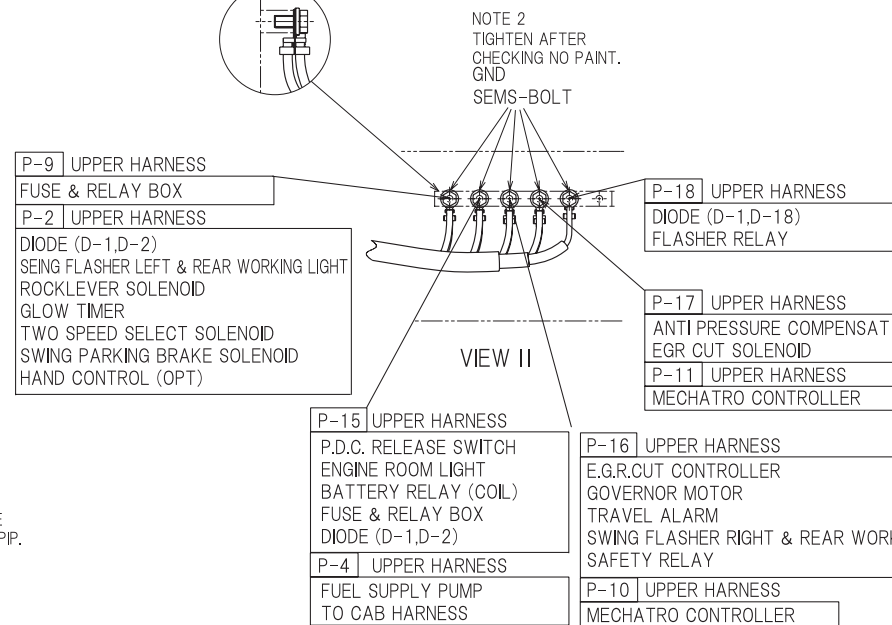 NOTE 2
TIGHTEN AFTER
CHECKING NO PAINT.
GND
SEMS-BOLT
P-9 UPPER HARNESS
FUSE & RELAY BOX
P-2 UPPER HARNESS
DIODE (D-1,D-2)
SEING FLASHER LEFT & REAR WORKING LIGHT
ROCKLEVER SOLENOID
GLOW TIMER
TWO SPEED SELECT SOLENOID
SWING PARKING BRAKE SOLENOID
HAND CONTROL (OPT)
P-18 UPPER HARNESS
DIODE (D-1,D-18)
FLASHER RELAY
P-17 UPPER HARNESS
ANTI PRESSURE COMPENSAT
EGR CUT SOLENOID
P-11 UPPER HARNESS
MECHATRO CONTROLLER
VIEW II
P-15 UPPER HARNESS
P.D.C. RELEASE SWITCH
ENGINE ROOM LIGHT
BATTERY RELAY (COIL)
FUSE & RELAY BOX
DIODE (D-1,D-2)
P-4 UPPER HARNESS
FUEL SUPPLY PUMP
TO CAB HARNESS
P-16 UPPER HARNESS
E.G.R.CUT CONTROLLER
GOVERNOR MOTOR
TRAVEL ALARM
SWING FLASHER RIGHT & REAR WORK
SAFETY RELAY
P-10 UPPER HARNESS
MECHATRO CONTROLLER
E
PIP.